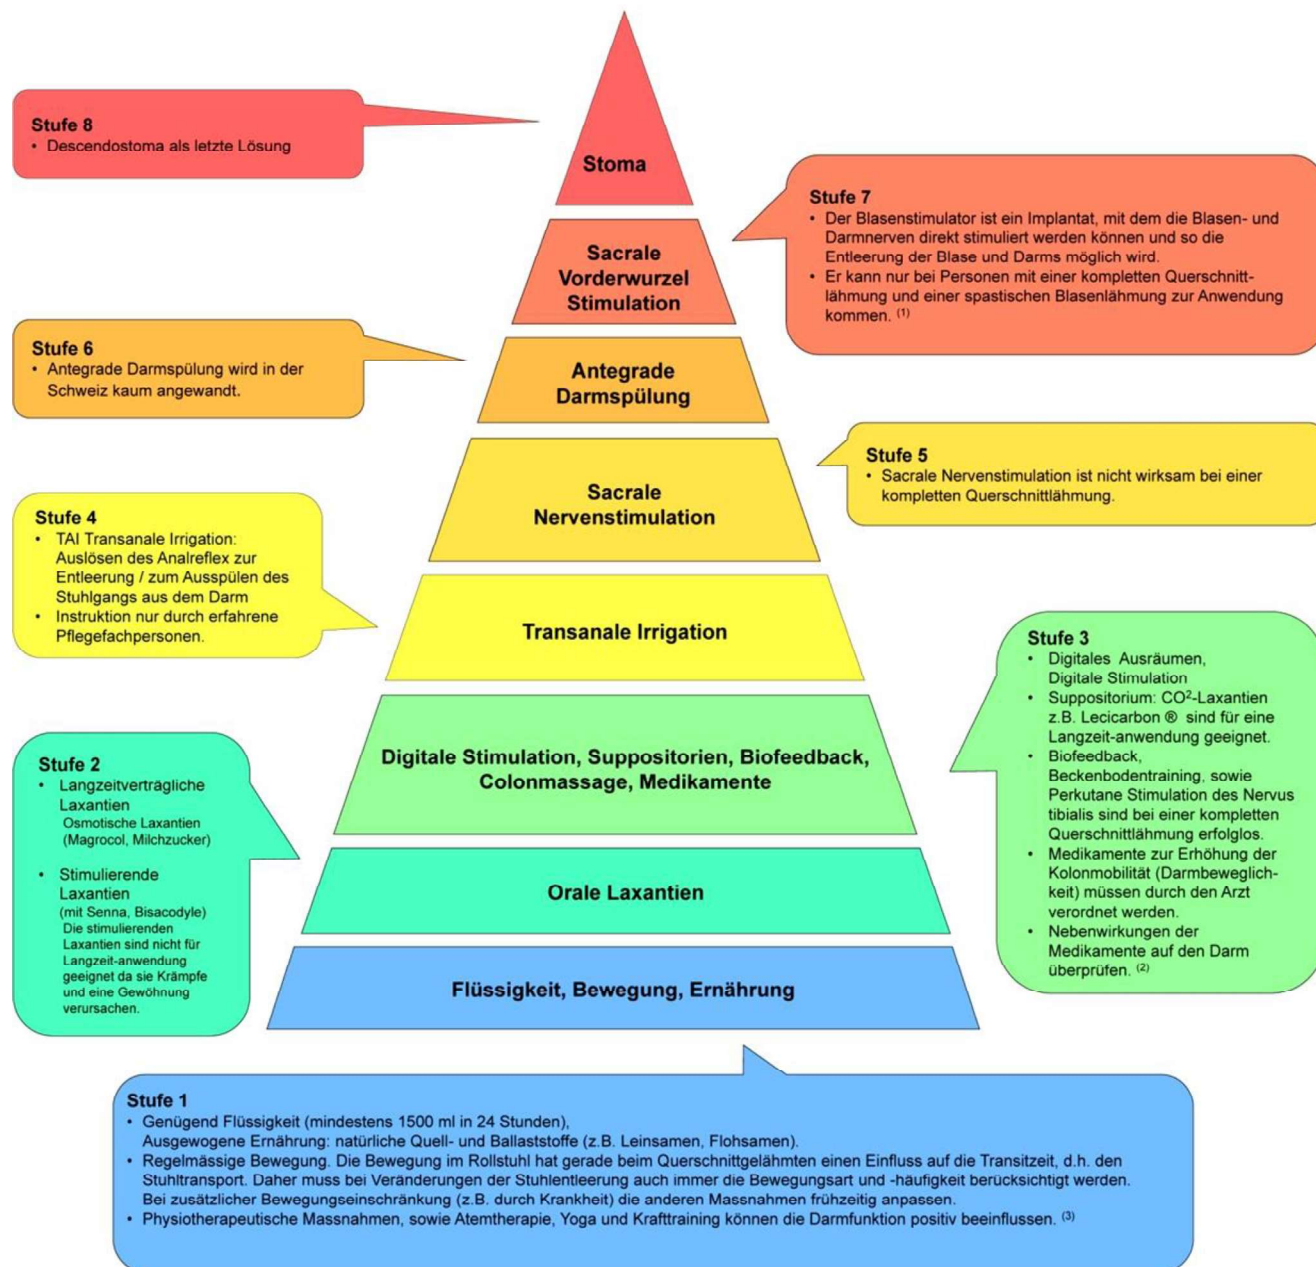 Stufe 8
• Descendostoma als letzte Lösung
Stoma
Stufe 7
• Der Blasenstimulator ist ein Implantat, mit dem die Blasen- und
Darmnerven direkt stimuliert werden können und so die
Entleerung der Blase und Darms möglich wird.
• Er kann nur bei Personen mit einer kompletten Querschnitt-
lähmung und einer spastischen Blasenlähmung zur Anwendung
kommen. (1)
Sacrale
Vorderwurzel
Stimulation
Stufe 6
• Antegrade Darmspülung wird in der
Schweiz kaum angewandt.
Antegrade
Darmspülung
Stufe 5
• Sacrale Nervenstimulation ist nicht wirksam bei einer
kompletten Querschnittlähmung.
Sacrale
Nervenstimulation
Stufe 4
• TAI Transanale Irrigation:
Auslösen des Analreflex zur
Entleerung / zum Ausspülen des
Stuhlgangs aus dem Darm
• Instruktion nur durch erfahrene
Pflegefachpersonen.
Transanale Irrigation
Stufe 3
• Digitales Ausräumen,
Digitale Stimulation
• Suppositorium: CO²-Laxantien
z.B. Lecicarbon ® sind für eine
Langzeit-anwendung geeignet.
• Biofeedback,
Beckenbodentraining, sowie
Perkutane Stimulation des Nervus
tibialis sind bei einer kompletten
Querschnittlähmung erfolglos.
• Medikamente zur Erhöhung der
Kolonmobilität (Darmbeweglich-
keit) müssen durch den Arzt
verordnet werden.
• Nebenwirkungen der
Medikamente auf den Darm
überprüfen. (2)
Digitale Stimulation, Suppositorien, Biofeedback,
Colonmassage, Medikamente
Stufe 2
• Langzeitverträgliche
Laxantien
Osmotische Laxantien
(Magrocol, Milchzucker)
• Stimulierende
Laxantien
(mit Senna, Bisacodyle)
Die stimulierenden
Laxantien sind nicht für
Langzeit-anwendung
geeignet da sie Krämpfe
und eine Gewöhnung
verursachen.
Orale Laxantien
Flüssigkeit, Bewegung, Ernährung
Stufe 1
• Genügend Flüssigkeit (mindestens 1500 ml in 24 Stunden),
Ausgewogene Ernährung: natürliche Quell- und Ballaststoffe (z.B. Leinsamen, Flohsamen).
• Regelmässige Bewegung. Die Bewegung im Rollstuhl hat gerade beim Querschnittgelähmten einen Einfluss auf die Transitzeit, d.h. den
Stuhltransport. Daher muss bei Veränderungen der Stuhlentleerung auch immer die Bewegungsart und -häufigkeit berücksichtigt werden.
Bei zusätzlicher Bewegungseinschränkung (z.B. durch Krankheit) die anderen Massnahmen frühzeitig anpassen.
• Physiotherapeutische Massnahmen, sowie Atemtherapie, Yoga und Krafttraining können die Darmfunktion positiv beeinflussen. (3)